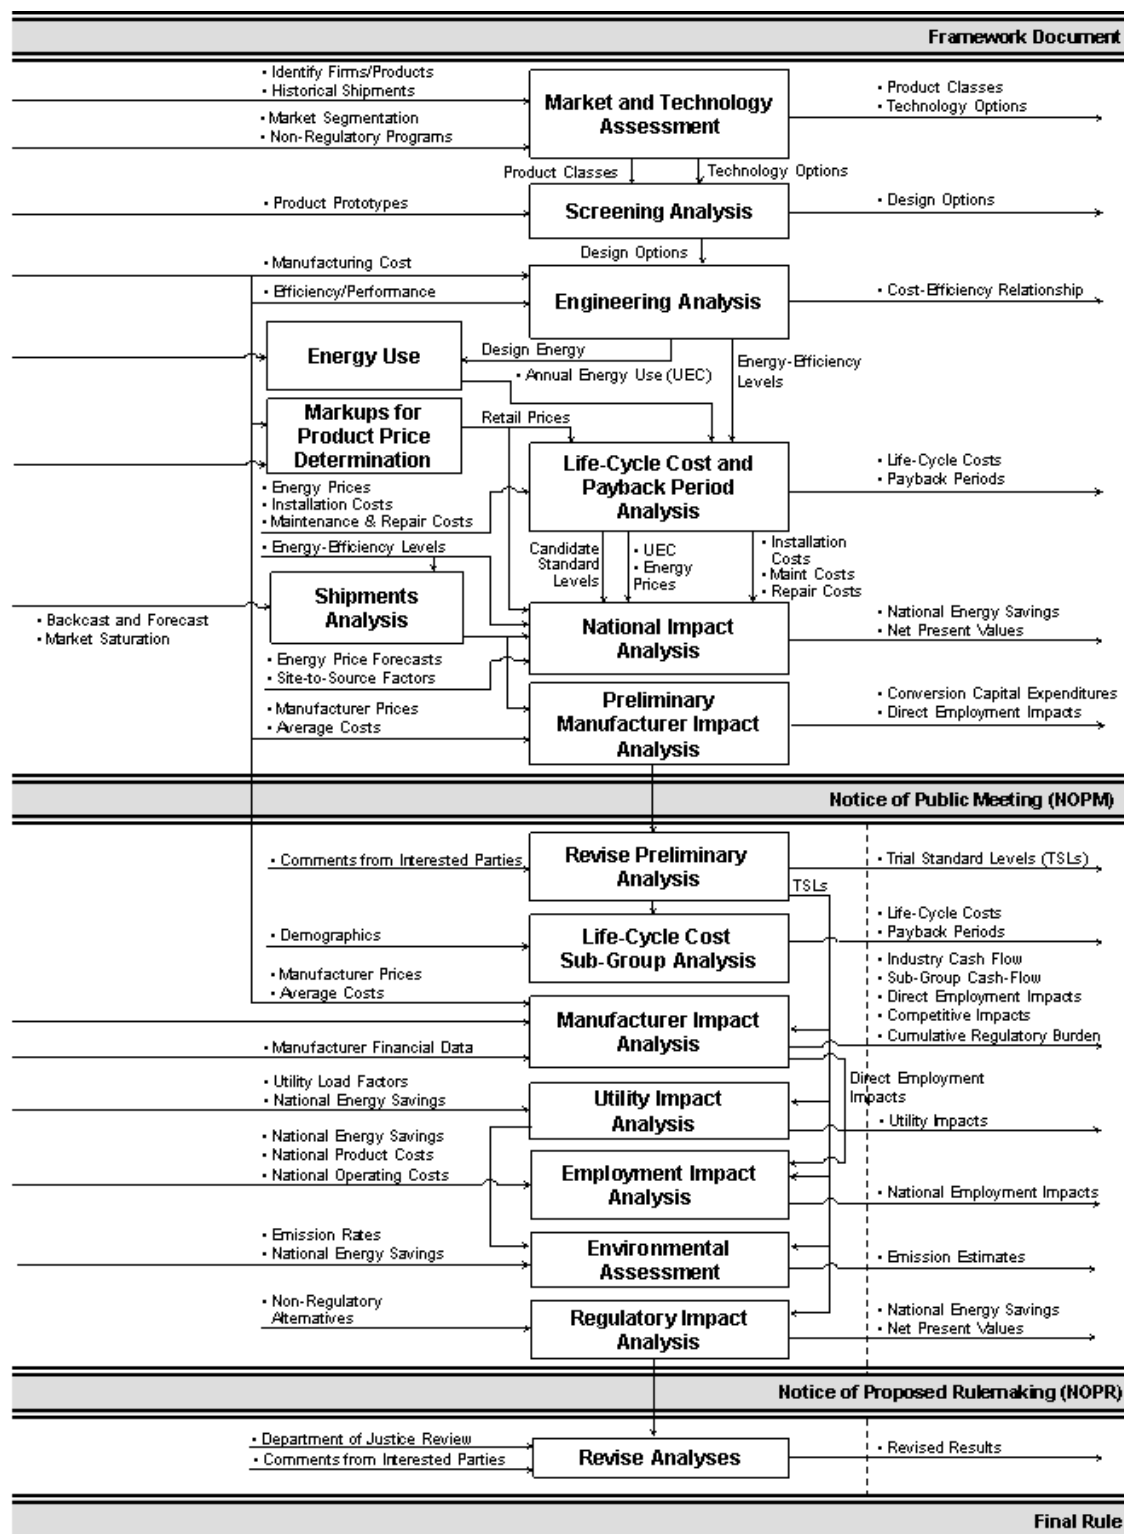 Framework Document
• Identify Firms/Products
• Historical Shipments
• Market Segmentation
• Non-Regulatory Programs
Market and Technology
Assessment
• Product Classes
• Technology Options
Product Classes
Technology Options
• Product Prototypes
Screening Analysis
• Design Options
Design Options
• Manufacturing Cost
• Efficiency/Performance
Engineering Analysis
• Cost-Efficiency Relationship
Energy Use
Design Energy
• Annual Energy Use (UEC)
Energy-Efficiency
Levels
Markups for
Product Price
Determination
Retail Prices
• Energy Prices
• Installation Costs
• Maintenance & Repair Costs
Life-Cycle Cost and
Payback Period
Analysis
• Life-Cycle Costs
• Payback Periods
• Energy-Efficiency Levels
Candidate
Standard
Levels
• UEC
• Energy
Prices
• Installation
Costs
• Maint Costs
• Repair Costs
Shipments
Analysis
• Backcast and Forecast
• Market Saturation
National Impact
Analysis
• National Energy Savings
• Net Present Values
• Energy Price Forecasts
• Site-to-Source Factors
• Manufacturer Prices
• Average Costs
Preliminary
Manufacturer Impact
Analysis
• Conversion Capital Expenditures
• Direct Employment Impacts
Notice of Public Meeting (NOPM)
• Comments from Interested Parties
Revise Preliminary
Analysis
• Trial Standard Levels (TSLs)
TSLs
• Demographics
Life-Cycle Cost
Sub-Group Analysis
• Life-Cycle Costs
• Payback Periods
• Manufacturer Prices
• Average Costs
• Manufacturer Financial Data
Manufacturer Impact
Analysis
• Industry Cash Flow
• Sub-Group Cash-Flow
• Direct Employment Impacts
• Competitive Impacts
• Cumulative Regulatory Burden
Direct Employment
Impacts
• Utility Load Factors
• National Energy Savings
Utility Impact
Analysis
• Utility Impacts
• National Energy Savings
• National Product Costs
• National Operating Costs
Employment Impact
Analysis
• National Employment Impacts
• Emission Rates
• National Energy Savings
Environmental
Assessment
• Emission Estimates
• Non-Regulatory
Alternatives
Regulatory Impact
Analysis
• National Energy Savings
• Net Present Values
Notice of Proposed Rulemaking (NOPR)
• Department of Justice Review
• Comments from Interested Parties
Revise Analyses
• Revised Results
Final Rule